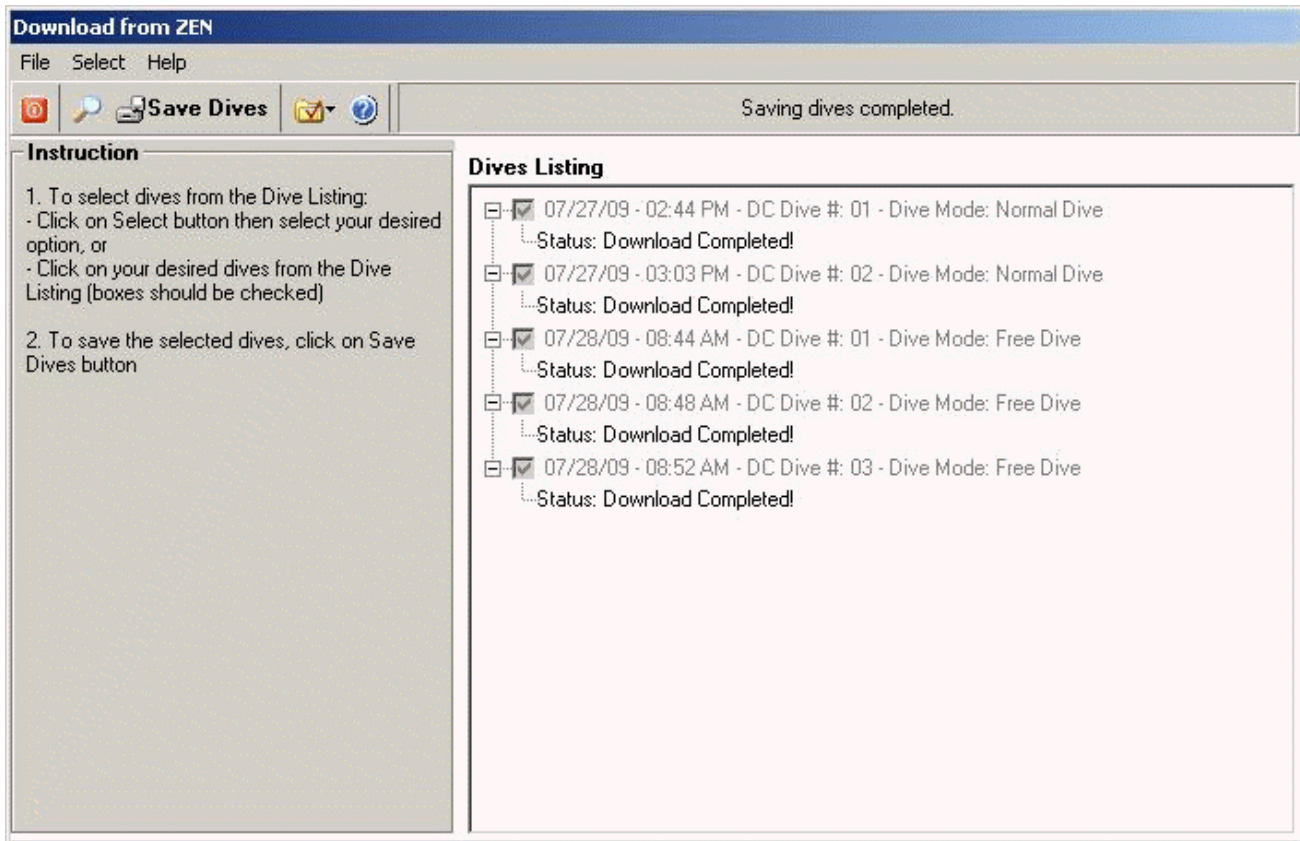 Download from ZEN
File Select Help
Save Dives
Saving dives completed.
Instruction
1. To select dives from the Dive Listing:
- Click on Select button then select your desired
option, or
- Click on your desired dives from the Dive
Listing (boxes should be checked)
2. To save the selected dives, click on Save
Dives button
Dives Listing
07/27/09 - 02:44 PM - DC Dive #: 01 - Dive Mode: Normal Dive
Status: Download Completed!
07/27/09 - 03:03 PM - DC Dive #: 02 - Dive Mode: Normal Dive
Status: Download Completed!
07/28/09 - 08:44 AM - DC Dive #: 01 - Dive Mode: Free Dive
Status: Download Completed!
07/28/09 - 08:48 AM - DC Dive #: 02 - Dive Mode: Free Dive
Status: Download Completed!
07/28/09 - 08:52 AM - DC Dive #: 03 - Dive Mode: Free Dive
Status: Download Completed!